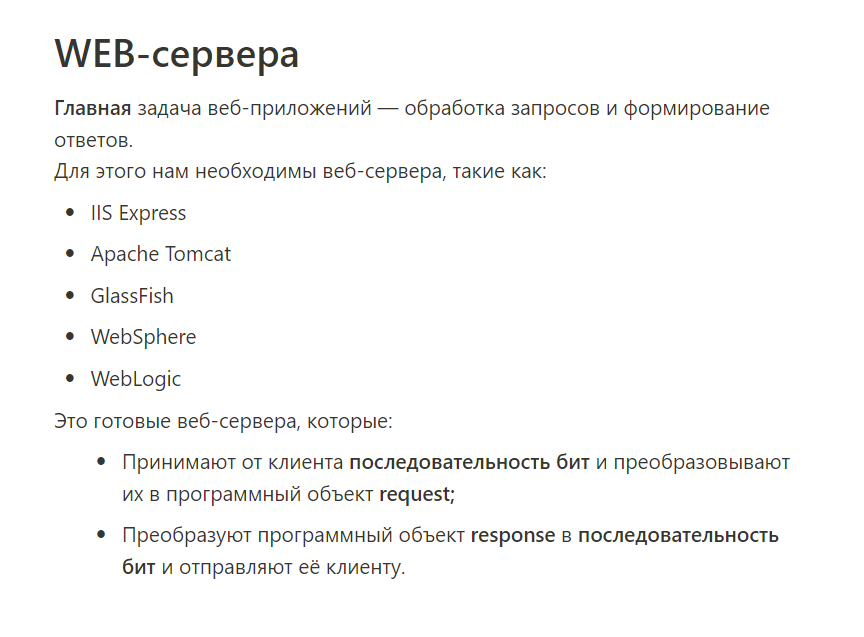 WEB-сервера
Главная задача веб-приложений — обработка запросов и формирование
ответов.
Для этого нам необходимы веб-сервера, такие как:
• IIS Express
• Apache Tomcat
• GlassFish
• WebSphere
• WebLogic
Это готовые веб-сервера, которые:
• Принимают от клиента последовательность бит и преобразовывают
их в программный объект request;
• Преобразуют программный объект response в последовательность
бит и отправляют её клиенту.